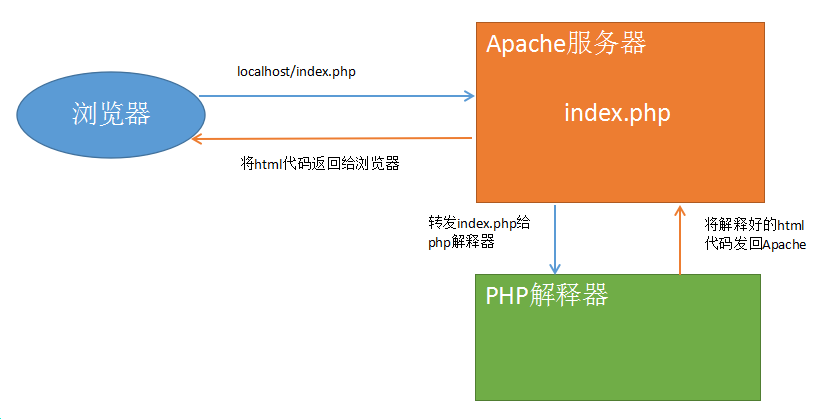 Apache服务器
localhost/index.php
浏览器
index.php
将html代码返回给浏览器
转发index.php给
php解释器
将解释好的html
代码发回Apache
PHP解释器